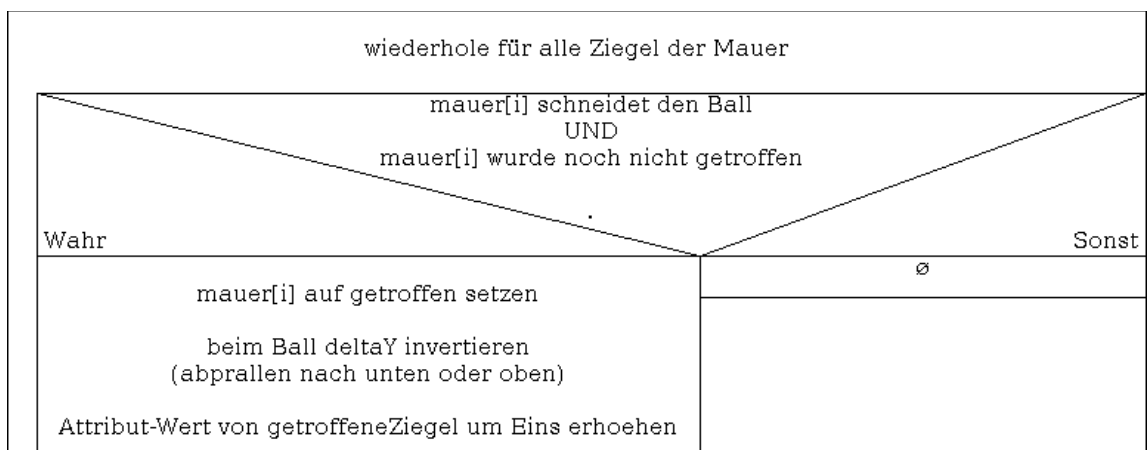 wiederhole für alle Ziegel der Mauer
mauer[i] schneidet den Ball
UND
mauer[i] wurde noch nicht getroffen
.
Wahr
Sonst
ø
mauer[i] auf getroffen setzen
beim Ball deltaY invertieren
(abprallen nach unten oder oben)
Attribut-Wert von getroffeneZiegel um Eins erhoehen